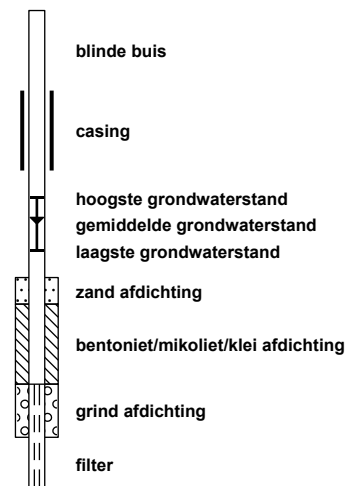 blinde buis
casing
hoogste grondwaterstand
gemiddelde grondwaterstand
laagste grondwaterstand
zand afdichting
bentoniet/mikoliet/klei afdichting
grind afdichting
filter